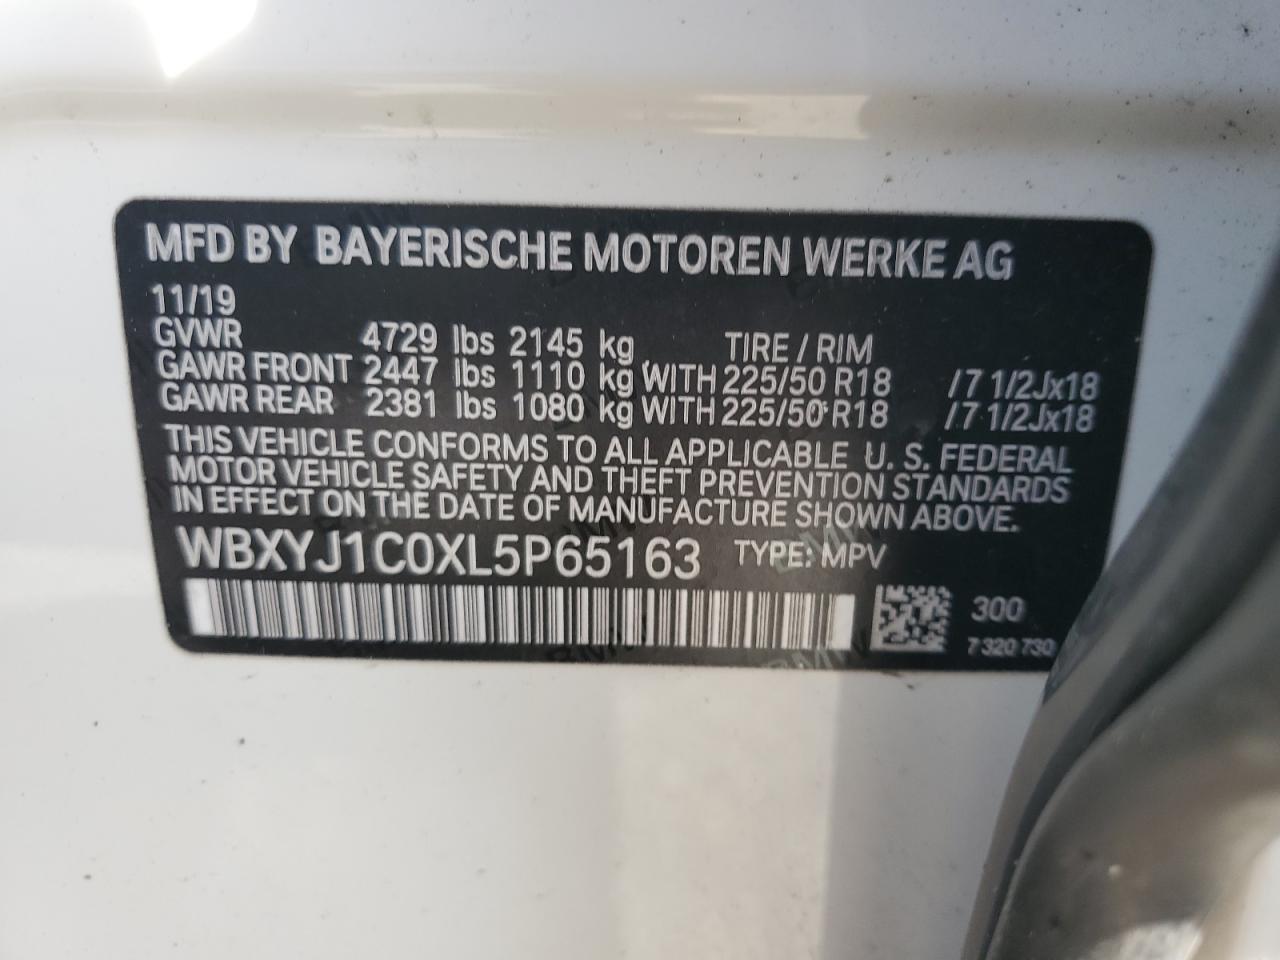 MFD BY BAYERISCHE MOTOREN WERKE AG
11/19
GVWR 4729 lbs 2145 kg TIRE / RIM
GAWR FRONT 2447 lbs 1110 kg WITH 225/50 R18 /7 1/2Jx18
GAWR REAR 2381 lbs 1080 kg WITH 225/50 R18 /7 1/2Jx18
THIS VEHICLE CONFORMS TO ALL APPLICABLE U. S. FEDERAL
MOTOR VEHICLE SAFETY AND THEFT PREVENTION STANDARDS
IN EFFECT ON THE DATE OF MANUFACTURE SHOWN ABOVE.
WBXYJ1C0XL5P65163 TYPE: MPV
300
7 320 730